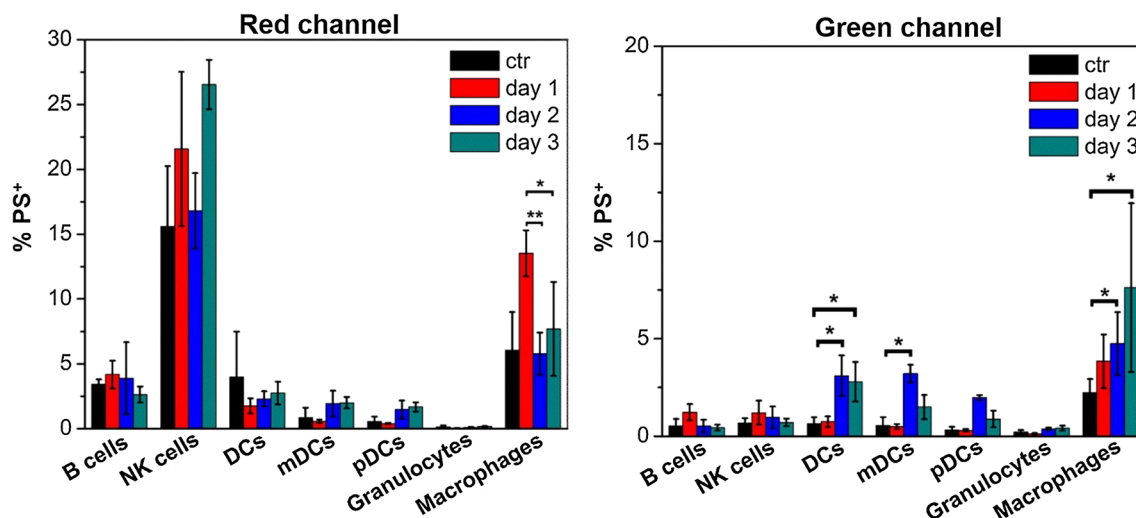 Red channel
% PS⁺
30
25
20
15
10
5
0
ctr
day 1
day 2
day 3
*
**
B cells
NK cells
DCs
mDCs
pDCs
Granulocytes
Macrophages
Green channel
% PS⁺
20
15
10
5
0
ctr
day 1
day 2
day 3
*
*
*
*
*
B cells
NK cells
DCs
mDCs
pDCs
Granulocytes
Macrophages